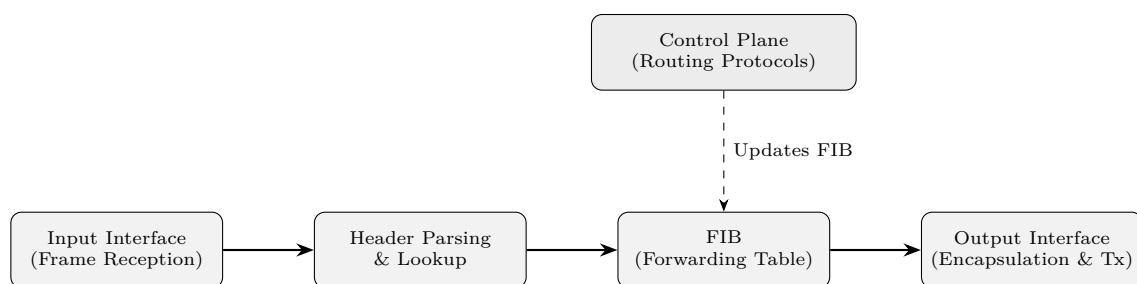 Control Plane
(Routing Protocols)
Updates FIB
Input Interface
(Frame Reception)
Header Parsing
& Lookup
FIB
(Forwarding Table)
Output Interface
(Encapsulation & Tx)